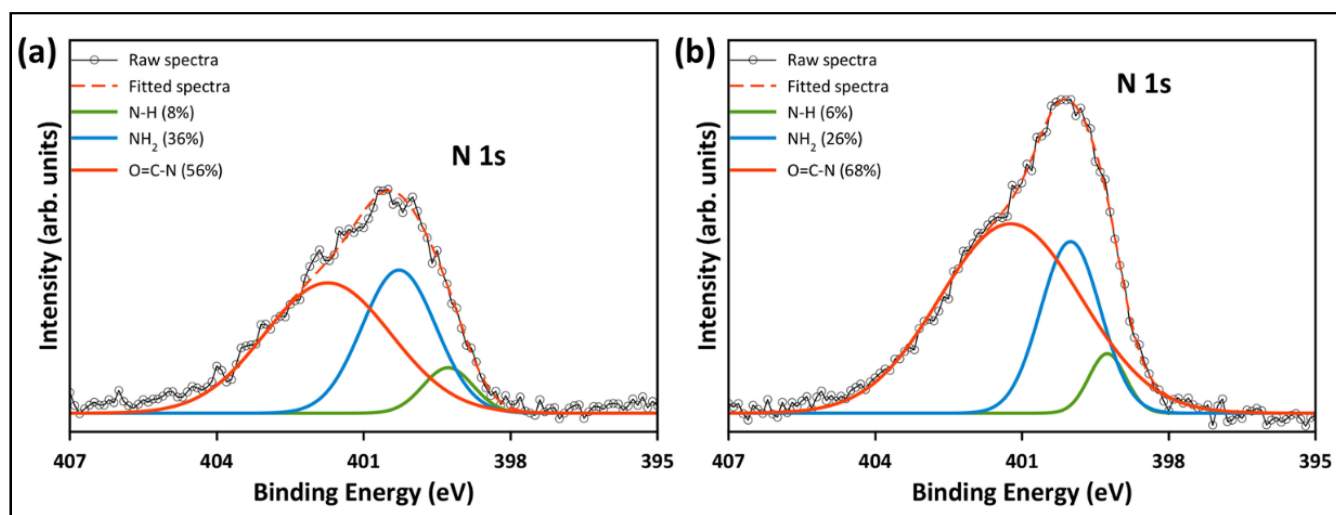 (a)
Raw spectra
Fitted spectra
N-H (8%)
NH₂ (36%)
O=C-N (56%)
N 1s
Intensity (arb. units)
407 404 401 398 395
Binding Energy (eV)
(b)
Raw spectra
Fitted spectra
N-H (6%)
NH₂ (26%)
O=C-N (68%)
N 1s
Intensity (arb. units)
407 404 401 398 395
Binding Energy (eV)